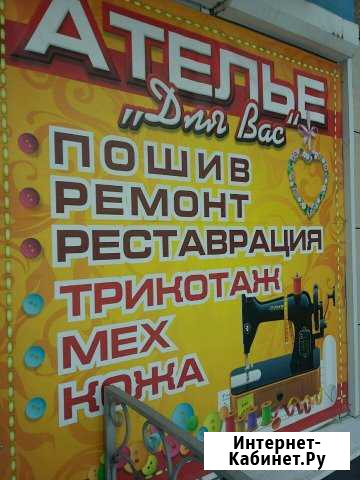 АТЕЛЬЕ
„Для Вас"
ПОШИВ
РЕМОНТ
РЕСТАВРАЦИЯ
ТРИКОТАЖ
МЕХ
КОЖА
Интернет-
Кабинет.Ру